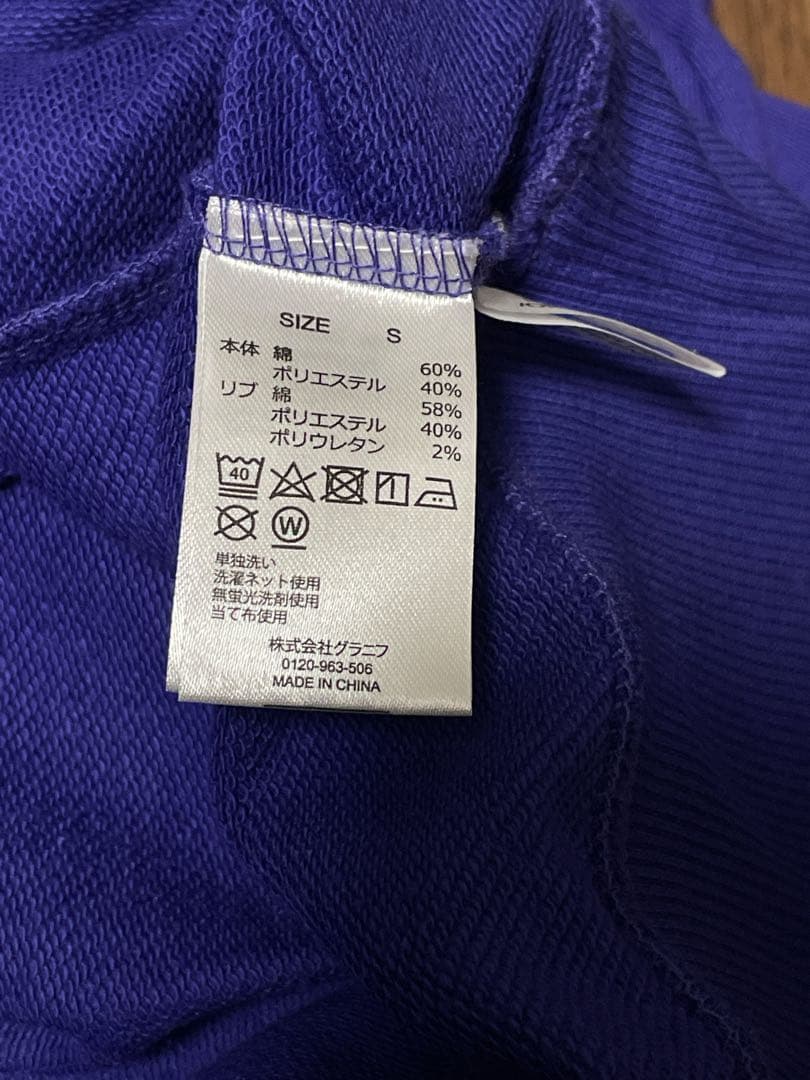 SIZE S
本体 綿 60%
ポリエステル 40%
リブ 綿 58%
ポリエステル 40%
ポリウレタン 2%
40
W
単独洗い
洗濯ネット使用
無蛍光洗剤使用
当て布使用
株式会社グラニフ
0120-963-506
MADE IN CHINA